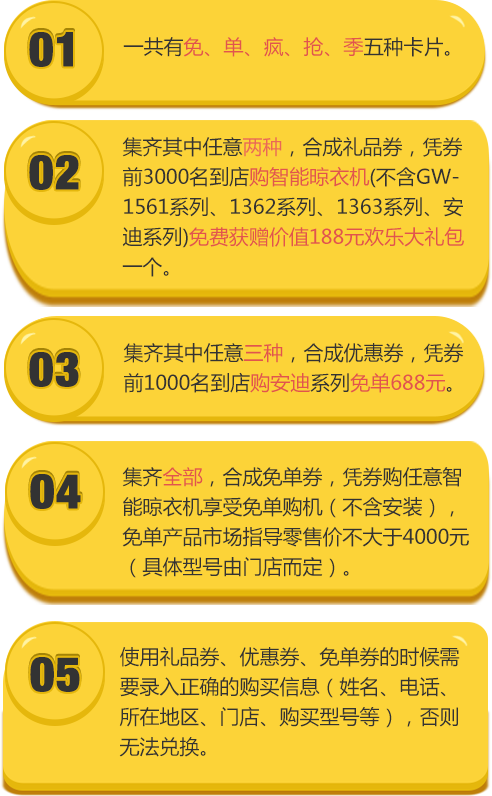 01
一共有免、单、疯、抢、季五种卡片。
02
集齐其中任意两种，合成礼品券，凭券
前3000名到店购智能晾衣机(不含GW-
1561系列、1362系列、1363系列、安
迪系列)免费获赠价值188元欢乐大礼包
一个。
03
集齐其中任意三种，合成优惠券，凭券
前1000名到店购安迪系列免单688元。
04
集齐全部，合成免单券，凭券购任意智
能晾衣机享受免单购机（不含安装），
免单产品市场指导零售价不大于4000元
（具体型号由门店而定）。
05
使用礼品券、优惠券、免单券的时候需
要录入正确的购买信息（姓名、电话、
所在地区、门店、购买型号等），否则
无法兑换。